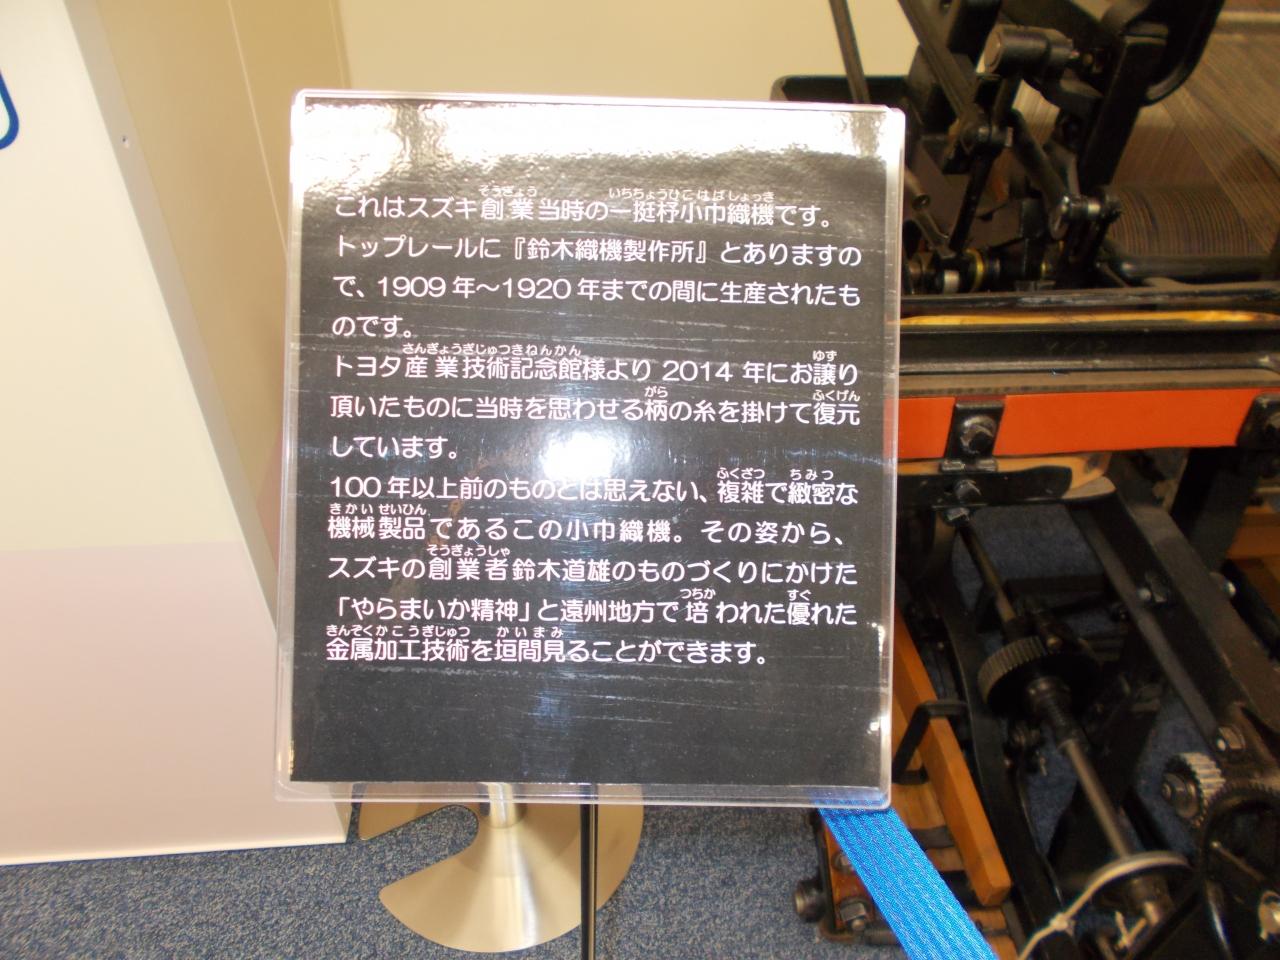 これはスズキ創業当時の一挺杼小巾織機です。
トップレールに『鈴木織機製作所』とありますの
で、1909年～1920年までの間に生産されたも
のです。
トヨタ産業技術記念館様より2014年にお譲り
頂いたものに当時を思わせる柄の糸を掛けて復元
しています。
100年以上前のものとは思えない、複雑で緻密な
機械製品であるこの小巾織機。その姿から、
スズキの創業者鈴木道雄のものづくりにかけた
「やらまいか精神」と遠州地方で培われた優れた
金属加工技術を垣間見ることができます。